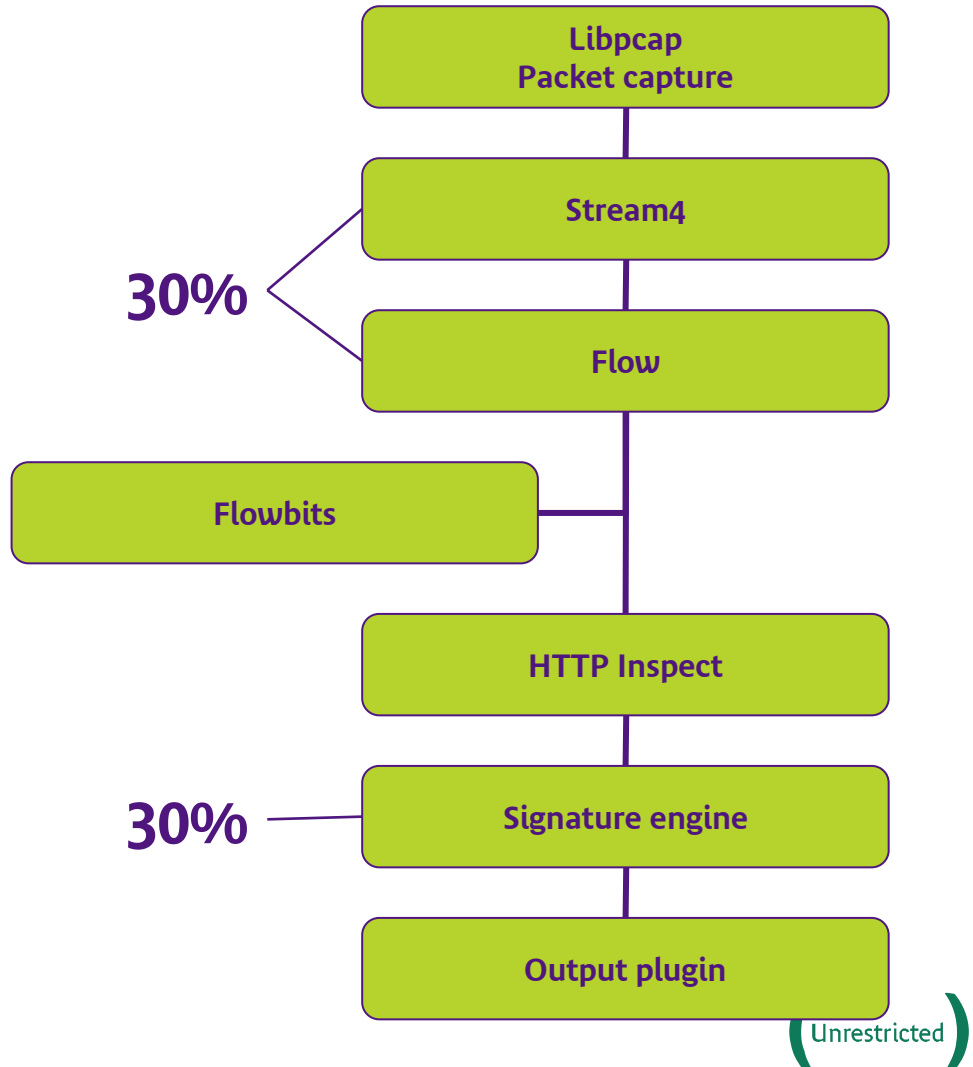 Libpcap
Packet capture
Stream4
30%
Flow
Flowbits
HTTP Inspect
30%
Signature engine
Output plugin
Unrestricted